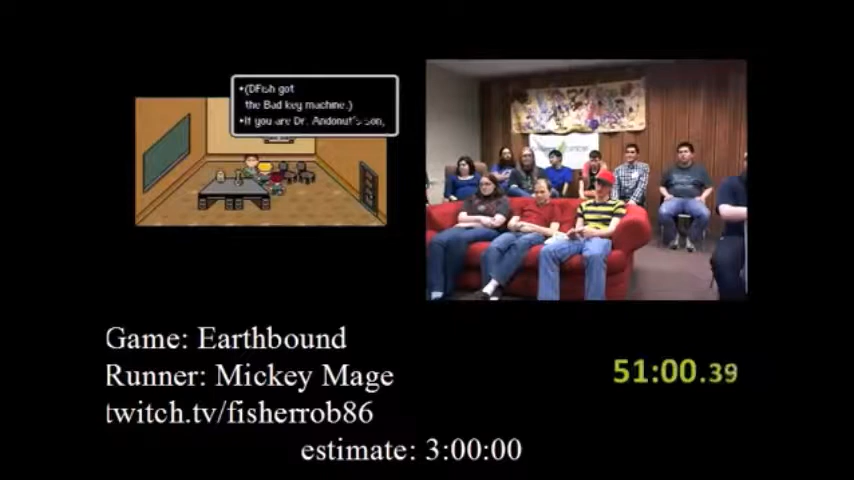 •(DFish got
the Bad key machine.)
•If you are Dr. Andonut's son,
Game: Earthbound
Runner: Mickey Mage
51:00.39
twitch.tv/fisherrob86
estimate: 3:00:00